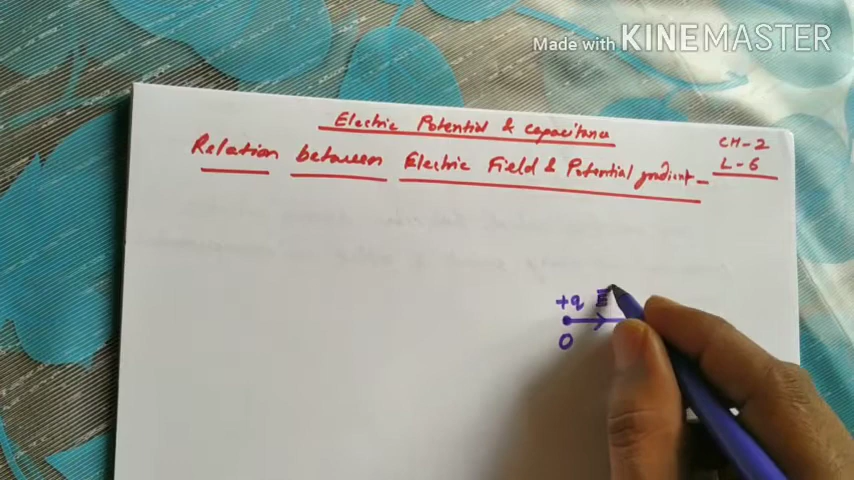 Made with KINEMASTER
Electric Potential & Capacitance
CH-2
Relation between Electric Field & Potential gradient-
L-6
+q E
O